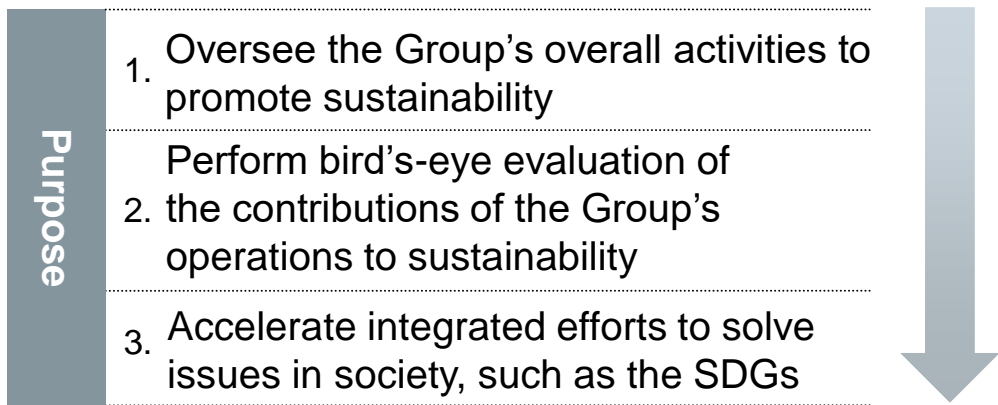 Purpose
1. Oversee the Group’s overall activities to
promote sustainability
Perform bird’s-eye evaluation of
2. the contributions of the Group’s
operations to sustainability
3. Accelerate integrated efforts to solve
issues in society, such as the SDGs